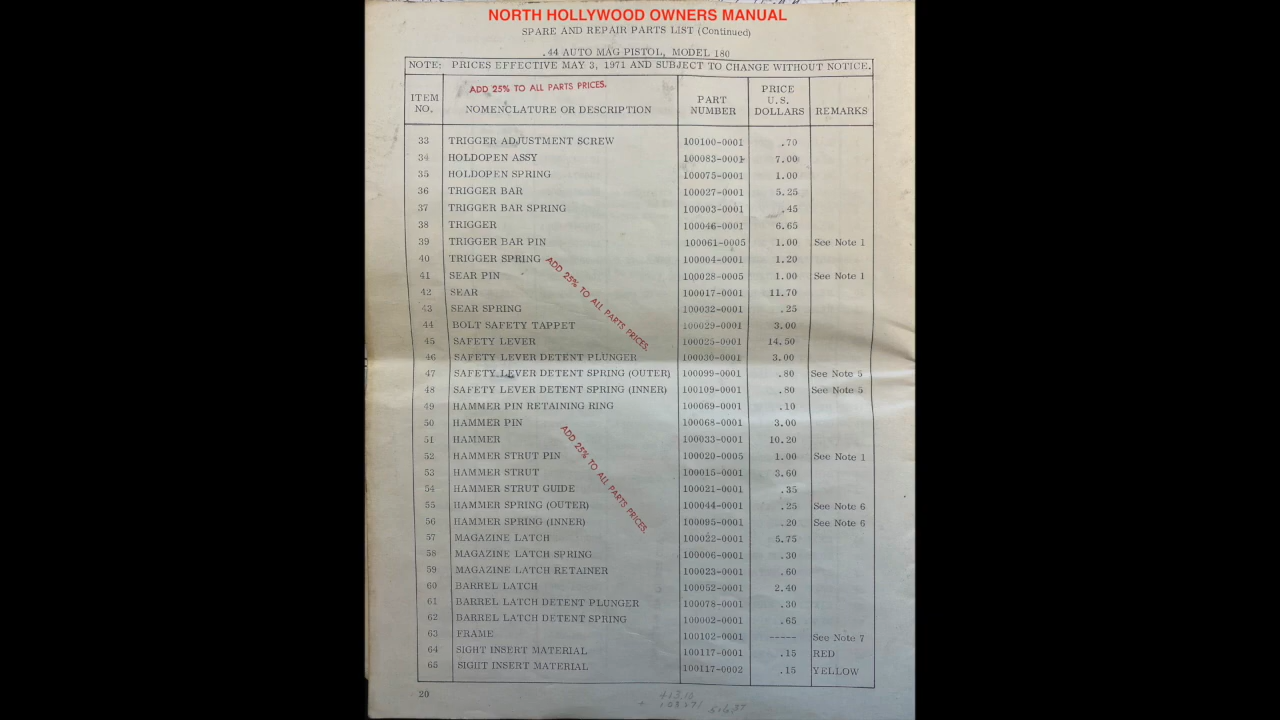 NORTH HOLLYWOOD OWNERS MANUAL
SPARE AND REPAIR PARTS LIST (Continued)
.44 AUTO MAG PISTOL, MODEL 180
NOTE: PRICES EFFECTIVE MAY 3, 1971 AND SUBJECT TO CHANGE WITHOUT NOTICE.
ADD 25% TO ALL PARTS PRICES.
ITEM NO. NOMENCLATURE OR DESCRIPTION PART NUMBER PRICE U.S. DOLLARS REMARKS
33 TRIGGER ADJUSTMENT SCREW 100100-0001 .70
34 HOLDOPEN ASSY 100083-0001 7.00
35 HOLDOPEN SPRING 100075-0001 1.00
36 TRIGGER BAR 100027-0001 5.25
37 TRIGGER BAR SPRING 100003-0001 .45
38 TRIGGER 100046-0001 6.65
39 TRIGGER BAR PIN 100061-0005 1.00 See Note 1
40 TRIGGER SPRING 100004-0001 1.20
ADD 25% TO ALL PARTS PRICES.
41 SEAR PIN 100028-0005 1.00 See Note 1
42 SEAR 100017-0001 11.70
43 SEAR SPRING 100032-0001 .25
44 BOLT SAFETY TAPPET 100029-0001 3.00
45 SAFETY LEVER 100025-0001 14.50
46 SAFETY LEVER DETENT PLUNGER 100030-0001 3.00
47 SAFETY LEVER DETENT SPRING (OUTER) 100099-0001 .80 See Note 5
48 SAFETY LEVER DETENT SPRING (INNER) 100109-0001 .80 See Note 5
49 HAMMER PIN RETAINING RING 100069-0001 .10
50 HAMMER PIN 100068-0001 3.00
ADD 25% TO ALL PARTS PRICES.
51 HAMMER 100033-0001 10.20
52 HAMMER STRUT PIN 100020-0005 1.00 See Note 1
53 HAMMER STRUT 100015-0001 3.60
54 HAMMER STRUT GUIDE 100021-0001 .35
55 HAMMER SPRING (OUTER) 100044-0001 .25 See Note 6
56 HAMMER SPRING (INNER) 100095-0001 .20 See Note 6
57 MAGAZINE LATCH 100022-0001 5.75
58 MAGAZINE LATCH SPRING 100006-0001 .30
59 MAGAZINE LATCH RETAINER 100023-0001 .60
60 BARREL LATCH 100052-0001 2.40
61 BARREL LATCH DETENT PLUNGER 100078-0001 .30
62 BARREL LATCH DETENT SPRING 100002-0001 .65
63 FRAME 100102-0001 ----- See Note 7
64 SIGHT INSERT MATERIAL 100117-0001 .15 RED
65 SIGHT INSERT MATERIAL 100117-0002 .15 YELLOW
20